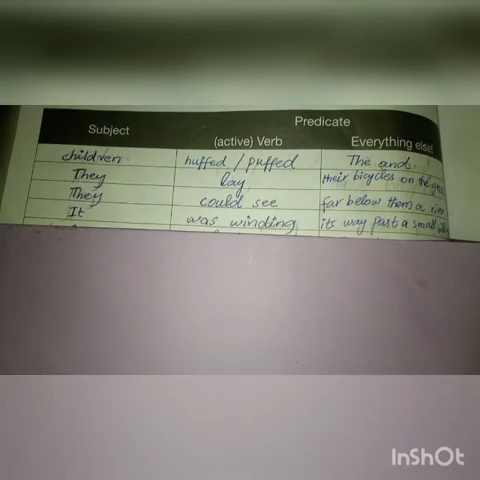 Predicate
Subject (active) Verb Everything else!
children huffed / puffed The and
They lay their bicycles on the
They could see far below them a
It was winding its way past a small
InShOt